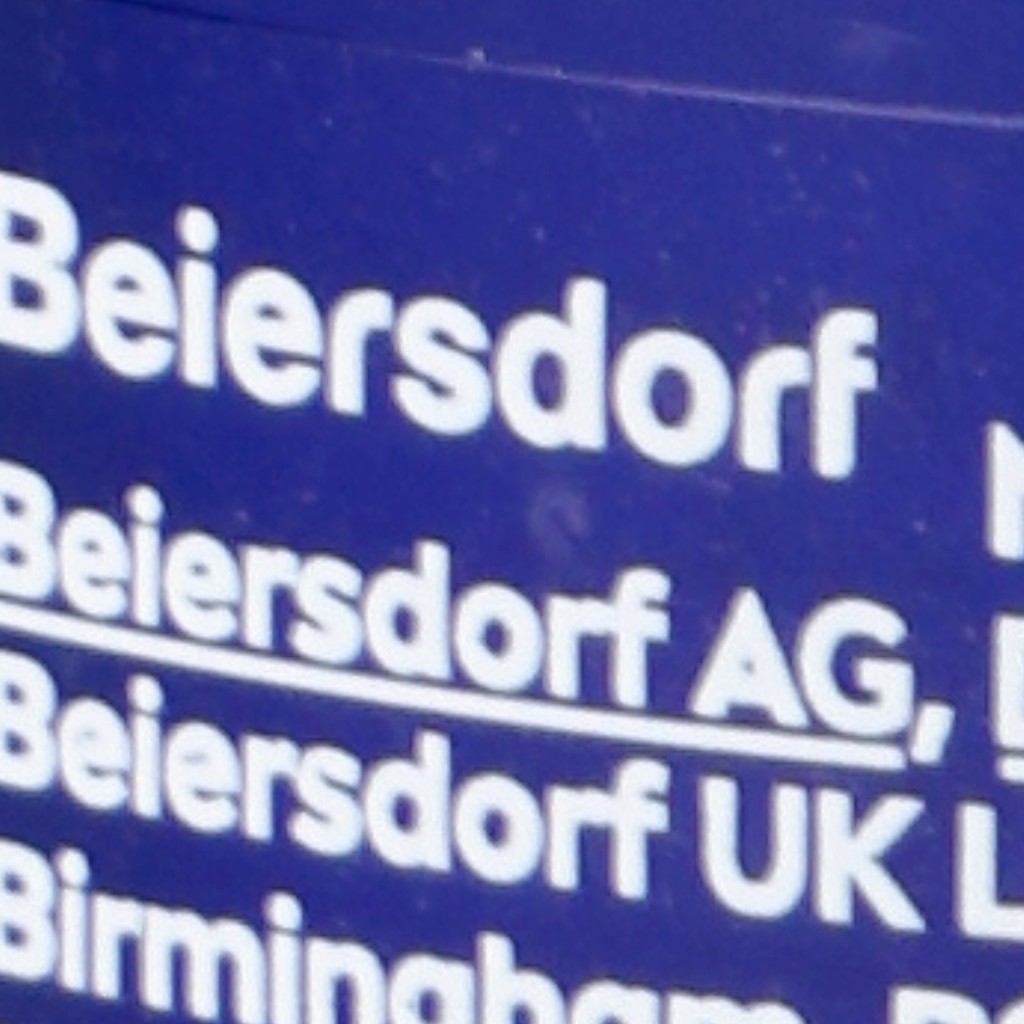 Beiersdorf
Beiersdorf AG,
Beiersdorf UK
Birmingham